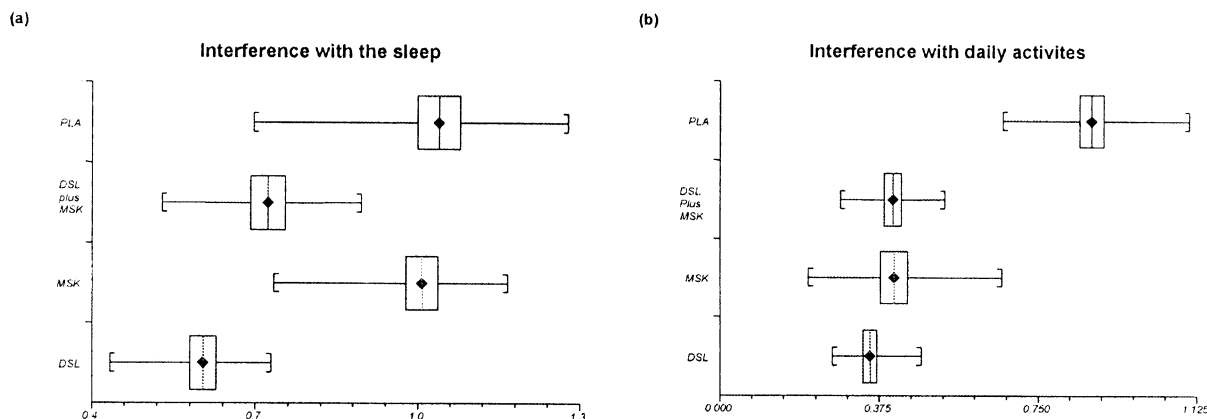 (a)
Interference with the sleep
PLA
DSL
plus
MSK
MSK
DSL
0.4
0.7
1.0
1.3
(b)
Interference with daily activites
PLA
DSL
Plus
MSK
MSK
DSL
0.000
0.375
0.750
1.125